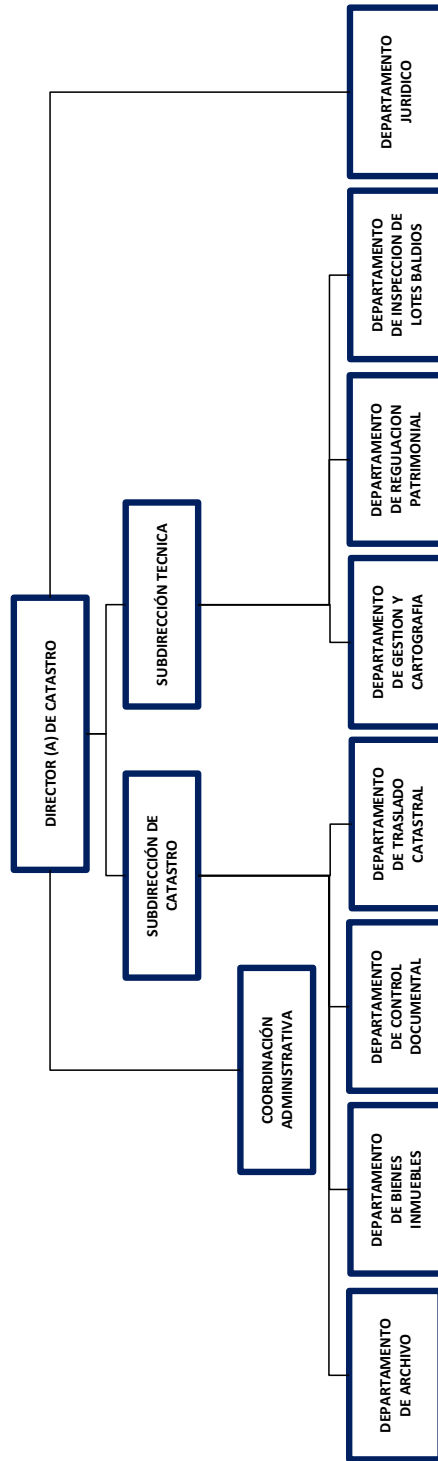 DIRECTOR (A) DE CATASTRO
SUBDIRECCIÓN DE
CATASTRO
SUBDIRECCIÓN TECNICA
COORDINACIÓN
ADMINISTRATIVA
DEPARTAMENTO
DE ARCHIVO
DEPARTAMENTO
DE BIENES
INMUEBLES
DEPARTAMENTO
DE CONTROL
DOCUMENTAL
DEPARTAMENTO
DE TRASLADO
CATASTRAL
DEPARTAMENTO
DE GESTION Y
CARTOGRAFIA
DEPARTAMENTO
DE REGULACION
PATRIMONIAL
DEPARTAMENTO
DE INSPECCION DE
LOTES BALDIOS
DEPARTAMENTO
JURIDICO